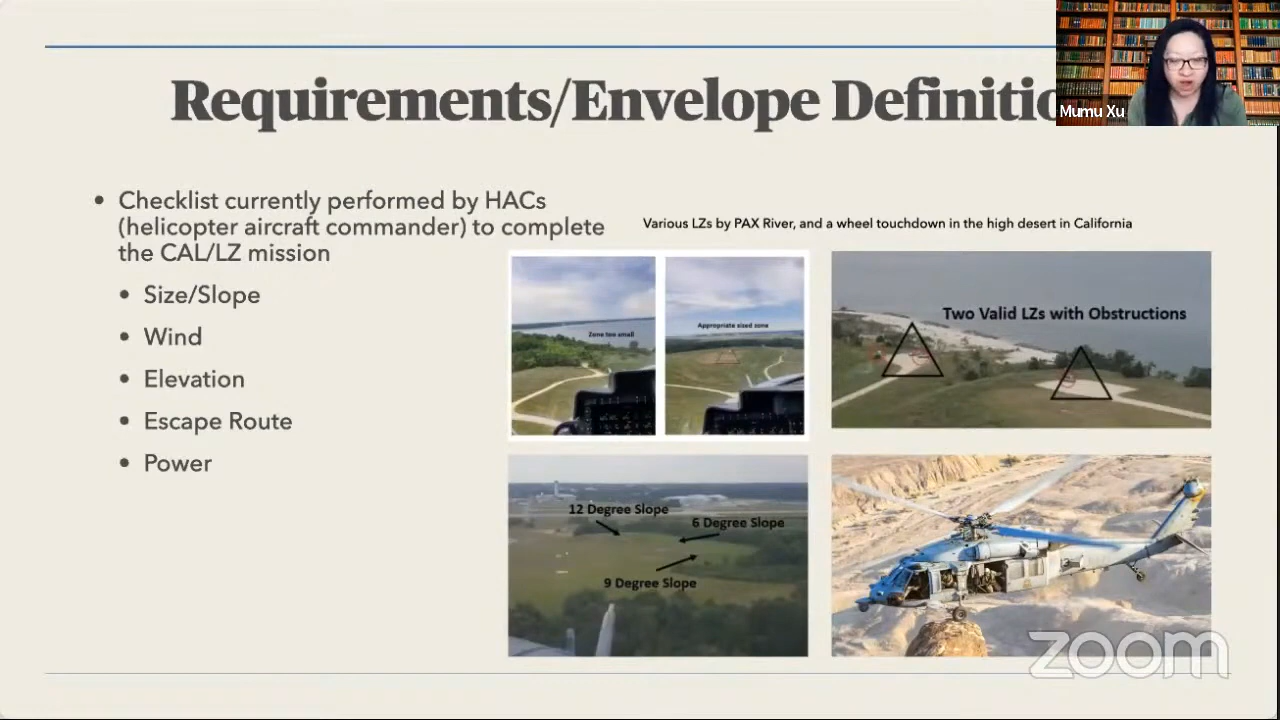 Requirements/Envelope Definitio
Mumu Xu
• Checklist currently performed by HACs
(helicopter aircraft commander) to complete
the CAL/LZ mission
• Size/Slope
• Wind
• Elevation
• Escape Route
• Power
Various LZs by PAX River, and a wheel touchdown in the high desert in California
Zone too small
Appropriate sized zone
Two Valid LZs with Obstructions
12 Degree Slope
6 Degree Slope
9 Degree Slope
zoom